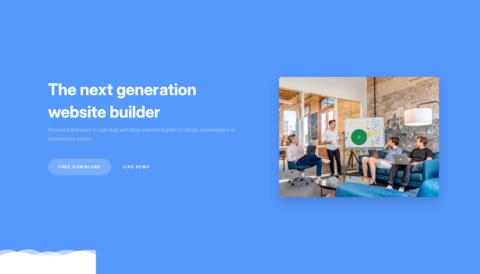 The next generation
website builder
Powerful and easy to use drag and drop website builder for blogs, presentation or
ecommerce stores.
FREE DOWNLOAD
LIVE DEMO